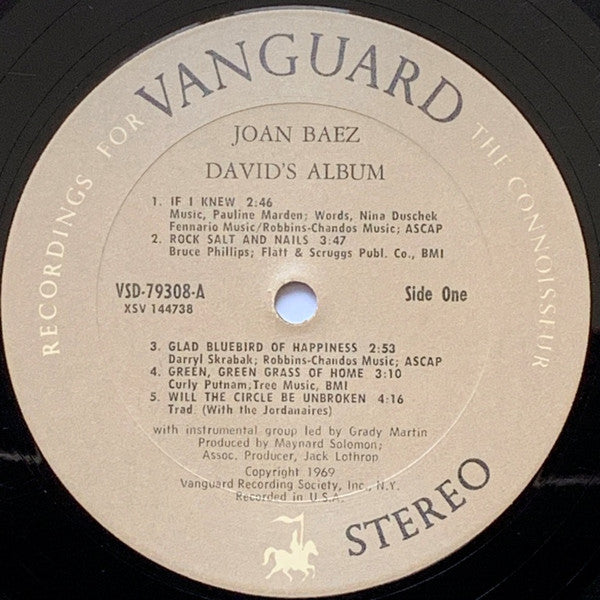 RECORDINGS FOR VANGUARD THE CONNOISSEUR
JOAN BAEZ
DAVID'S ALBUM
1. IF I KNEW 2:46
Music, Pauline Marden; Words, Nina Duschek
Fennario Music/Robbins-Chandos Music; ASCAP
2. ROCK SALT AND NAILS 3:47
Bruce Phillips; Flatt & Scruggs Publ. Co., BMI
VSD-79308-A
Side One
XSV 144738
3. GLAD BLUEBIRD OF HAPPINESS 2:53
Darryl Skrabak; Robbins-Chandos Music; ASCAP
4. GREEN, GREEN GRASS OF HOME 3:10
Curly Putnam; Tree Music, BMI
5. WILL THE CIRCLE BE UNBROKEN 4:16
Trad. (With the Jordanaires)
with instrumental group led by Grady Martin
Produced by Maynard Solomon;
Assoc. Producer, Jack Lothrop
Copyright 1969
Vanguard Recording Society, Inc., N.Y.
Recorded in U.S.A.
STEREO